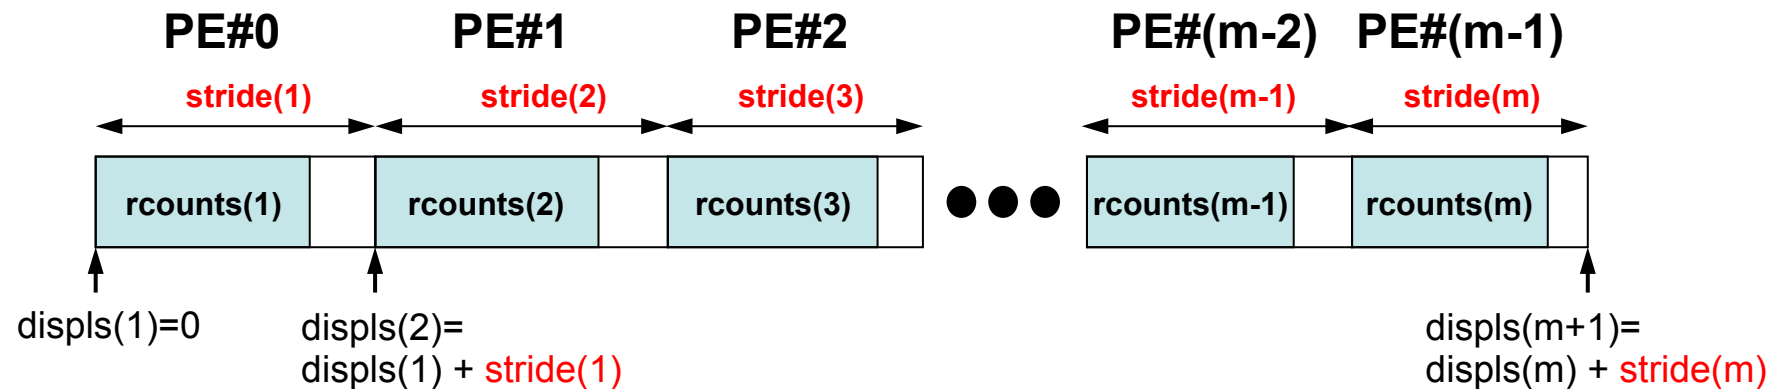 PE#0 PE#1 PE#2 PE#(m-2) PE#(m-1)
stride(1) stride(2) stride(3) stride(m-1) stride(m)
rcounts(1) rcounts(2) rcounts(3) rcounts(m-1) rcounts(m)
displs(1)=0 displs(2)= displs(m+1)=
displs(1) + stride(1) displs(m) + stride(m)